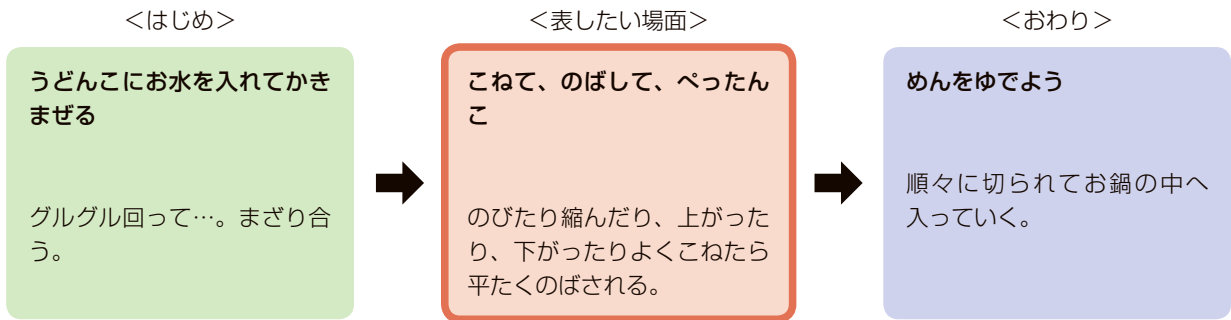 <はじめ>
うどんこにお水を入れてかき
まぜる
グルグル回って…。まざり合
う。
<表したい場面>
こねて、のばして、ぺったん
こ
のびたり縮んだり、上がった
り、下がったりよくこねたら
平たくのばされる。
<おわり>
めんをゆでよう
順々に切られてお鍋の中へ
入っていく。